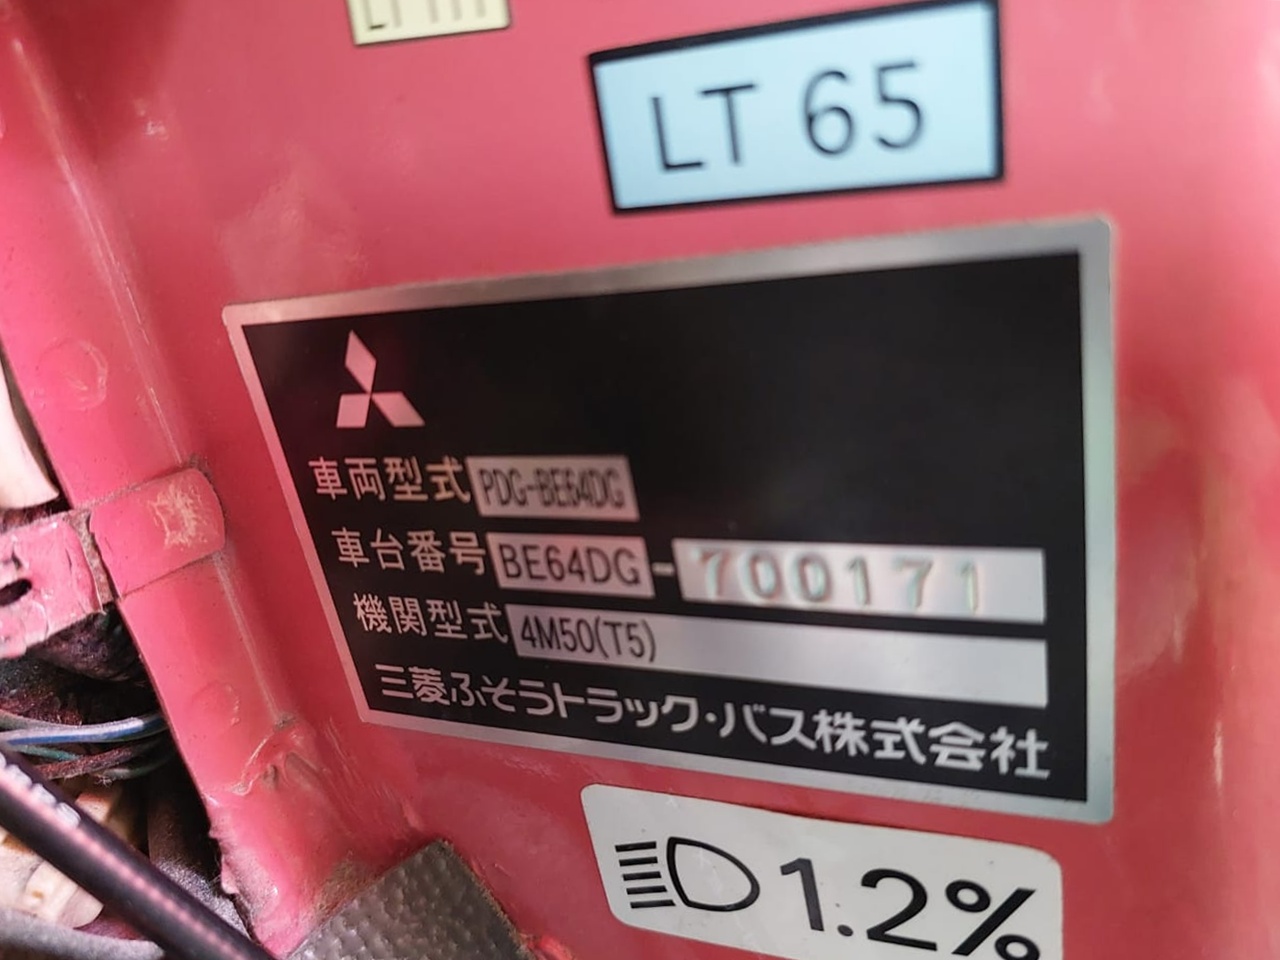 LT 65
車両型式 PDG-BE64DG
車台番号 BE64DG-700171
機関型式 4M50(T5)
三菱ふそうトラック・バス株式会社
1.2%